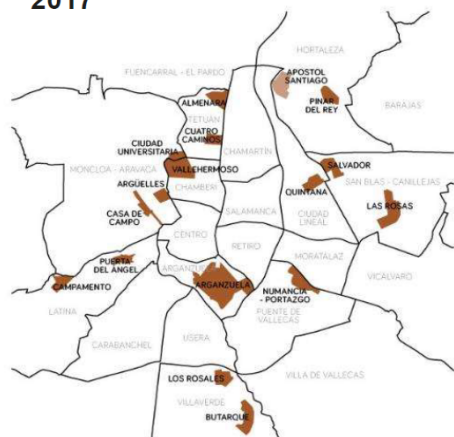 2017
HORTALEZA
FUENCARRAL - EL PARDO
APOSTOL
SANTIAGO
ALMENARA
PINAR
DEL REY
BARAJAS
TETUÁN
CUATRO
CAMINOS
CIUDAD
UNIVERSITARIA
CHAMARTÍN
VALLEHERMOSO
MONCLOA - ARAVACA
SALVADOR
ARGÜELLES
CHAMBERÍ
QUINTANA
SAN BLAS - CANILLEJAS
CASA DE
CAMPO
SALAMANCA
CIUDAD
LINEAL
LAS ROSAS
CENTRO
RETIRO
MORATALAZ
PUERTA
DEL ÁNGEL
ARGANZUELA
VICÁLVARO
CAMPAMENTO
ARGANZUELA
NUMANCIA
- PORTAZGO
LATINA
PUENTE DE
VALLECAS
CARABANCHEL
USERA
LOS ROSALES
VILLA DE VALLECAS
VILLAVERDE
BUTARQUE